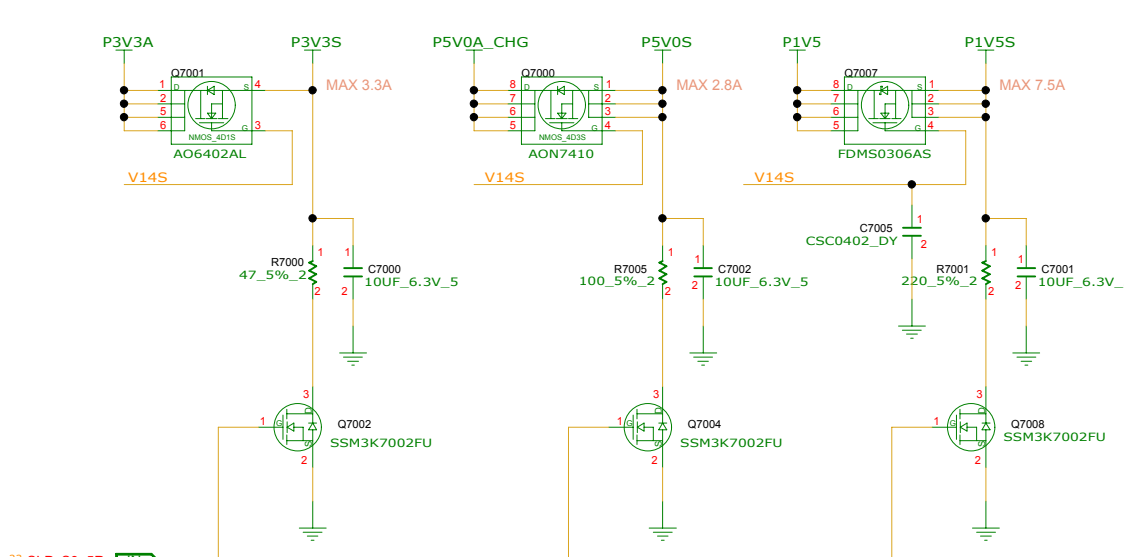 P3V3A P3V3S P5V0A_CHG P5V0S P1V5 P1V5S
Q7001 Q7000 Q7007
1 D S 4 MAX 3.3A 8 D S 1 MAX 2.8A 8 D S 1 MAX 7.5A
2 7 2 7 2
5 6 3 6 3
6 G 3 5 G 4 5 G 4
NMOS_4D1S NMOS_4D3S
AO6402AL AON7410 FDMS0306AS
V14S V14S V14S
1 C7005
CSC0402_DY 2
1 1 1 1 1 1
R7000 C7000 R7005 C7002 R7001 C7001
47_5%_2 10UF_6.3V_5 100_5%_2 10UF_6.3V_5 220_5%_2 10UF_6.3V_
2 2 2 2 2 2
3 3 3
1 G D S Q7002 1 G D S Q7004 1 G D S Q7008
SSM3K7002FU SSM3K7002FU SSM3K7002FU
2 2 2